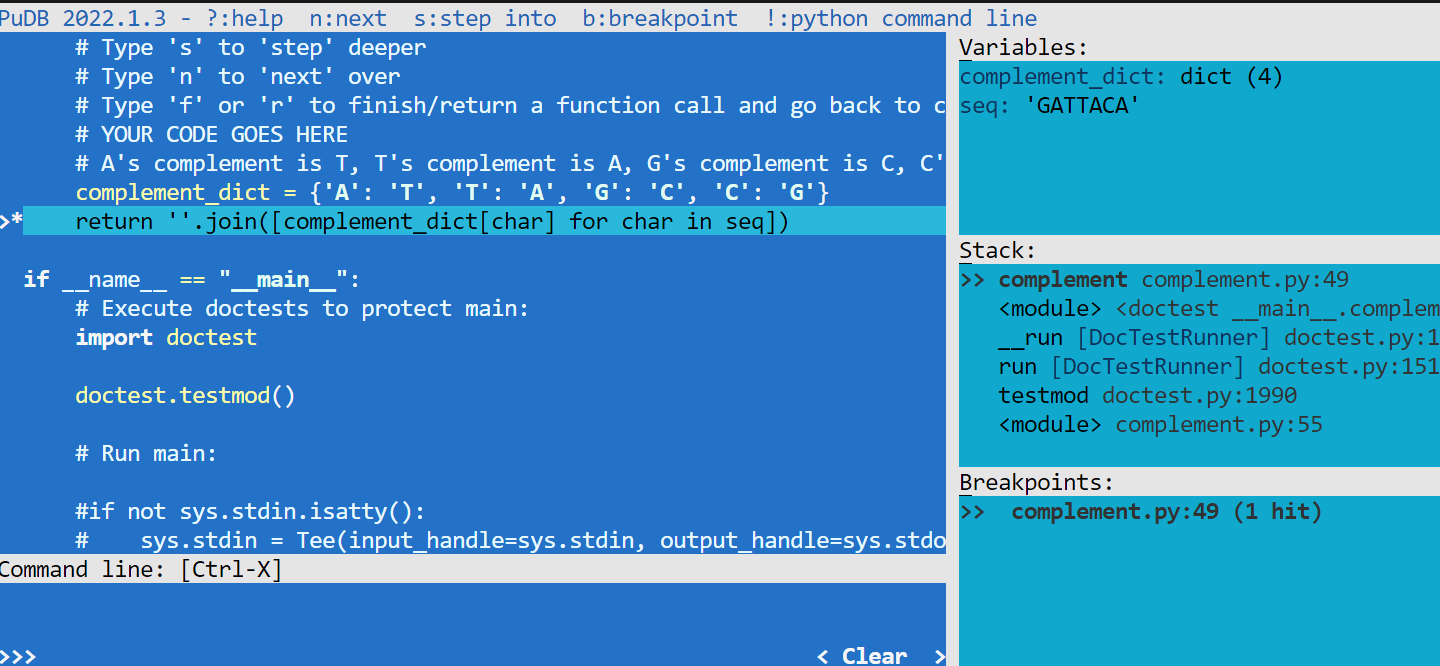 PuDB 2022.1.3 - ?:help  n:next  s:step into  b:breakpoint  !:python command line
# Type 's' to 'step' deeper
# Type 'n' to 'next' over
# Type 'f' or 'r' to finish/return a function call and go back to c
# YOUR CODE GOES HERE
# A's complement is T, T's complement is A, G's complement is C, C'
complement_dict = {'A': 'T', 'T': 'A', 'G': 'C', 'C': 'G'}
>*    return ''.join([complement_dict[char] for char in seq])
if __name__ == "__main__":
# Execute doctests to protect main:
import doctest
doctest.testmod()
# Run main:
#if not sys.stdin.isatty():
#    sys.stdin = Tee(input_handle=sys.stdin, output_handle=sys.stdo
Command line: [Ctrl-X]
>>>                                                            < Clear  >
Variables:
complement_dict: dict (4)
seq: 'GATTACA'
Stack:
>> complement complement.py:49
<module> <doctest __main__.complem
__run [DocTestRunner] doctest.py:1
run [DocTestRunner] doctest.py:151
testmod doctest.py:1990
<module> complement.py:55
Breakpoints:
>>  complement.py:49 (1 hit)